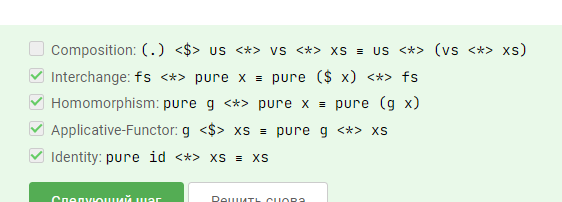 Composition: (.) <$> us <*> vs <*> xs ≡ us <*> (vs <*> xs)
Interchange: fs <*> pure x ≡ pure ($ x) <*> fs
Homomorphism: pure g <*> pure x ≡ pure (g x)
Applicative-Functor: g <$> xs ≡ pure g <*> xs
Identity: pure id <*> xs ≡ xs
Следующий шаг Решить снова